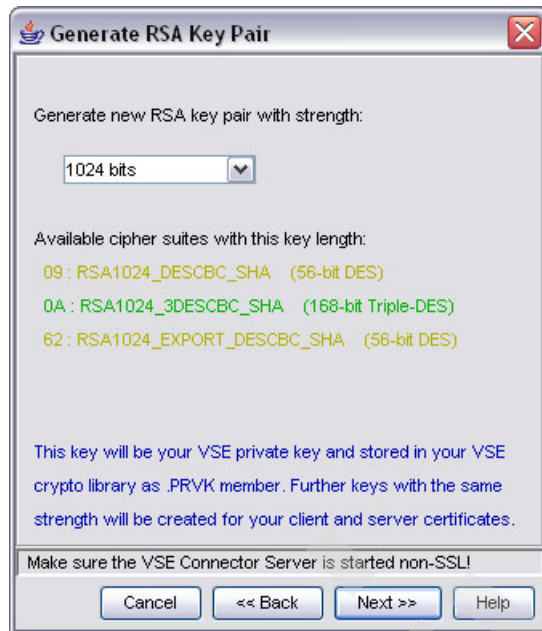 Generate RSA Key Pair
Generate new RSA key pair with strength:
1024 bits
Available cipher suites with this key length:
09 : RSA1024_DESCBC_SHA (56-bit DES)
0A : RSA1024_3DESCBC_SHA (168-bit Triple-DES)
62 : RSA1024_EXPORT_DESCBC_SHA (56-bit DES)
This key will be your VSE private key and stored in your VSE
crypto library as .PRVK member. Further keys with the same
strength will be created for your client and server certificates.
Make sure the VSE Connector Server is started non-SSL!
Cancel << Back Next >> Help